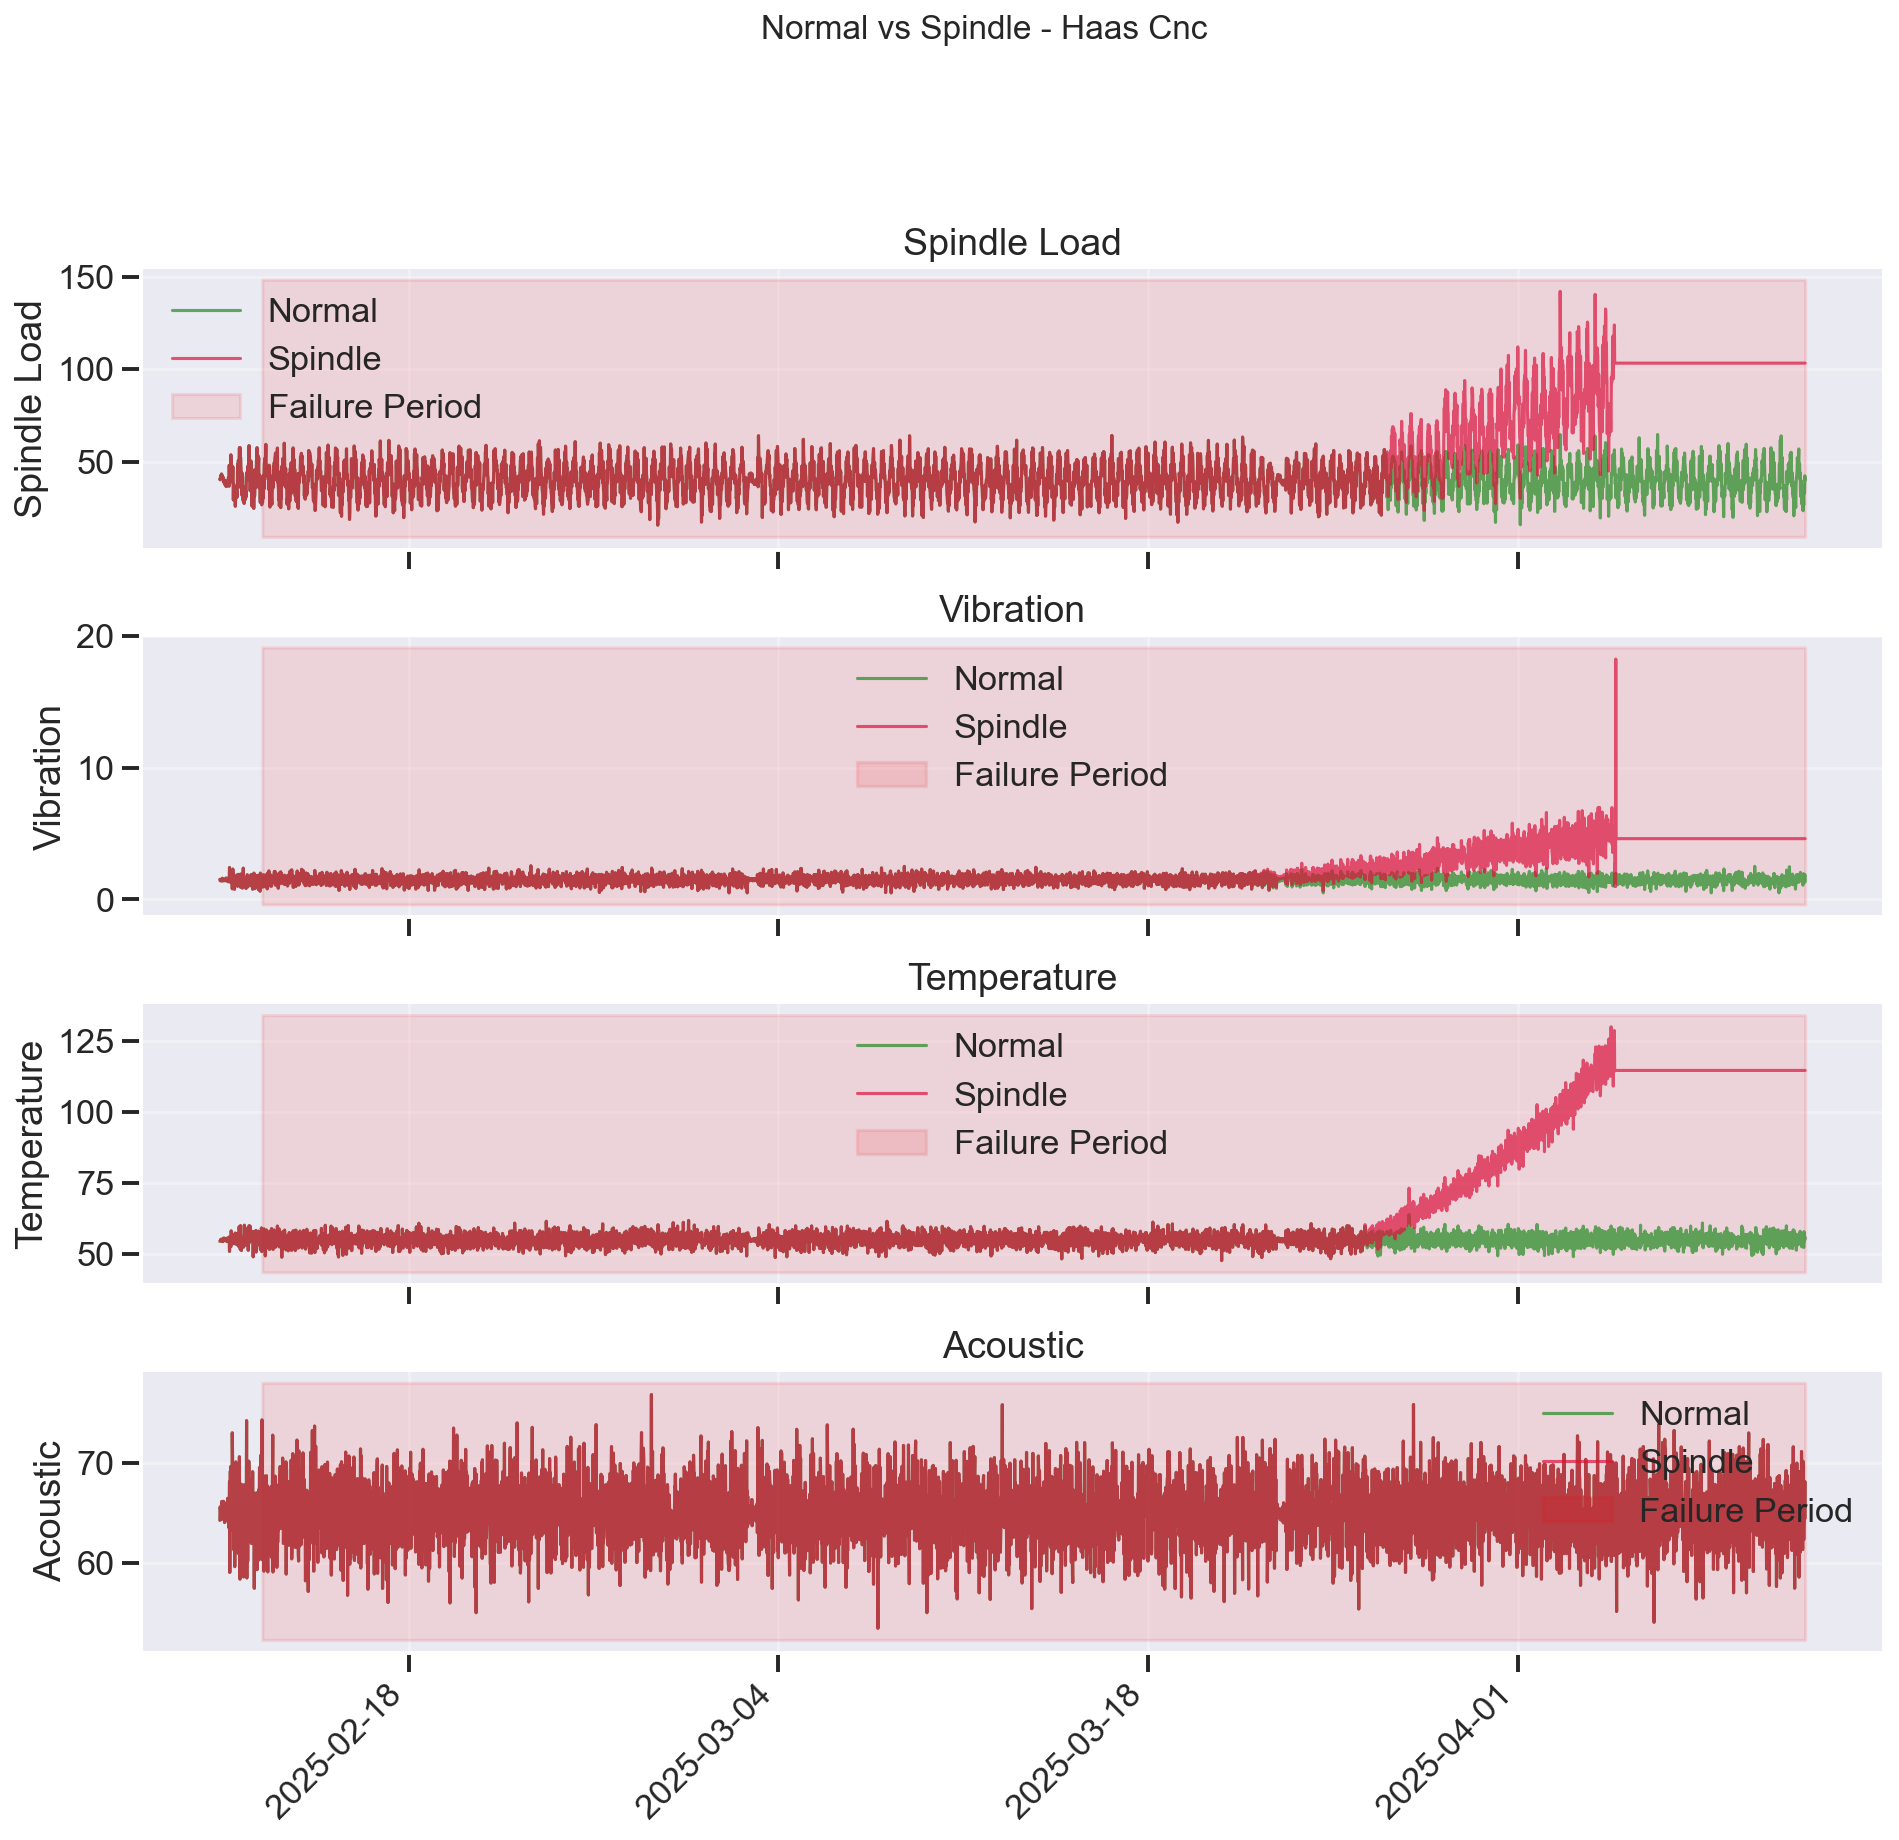 Normal vs Spindle - Haas Cnc
Spindle Load
Spindle Load
150
100
50
Normal
Spindle
Failure Period
Vibration
Vibration
20
10
0
Normal
Spindle
Failure Period
Temperature
Temperature
125
100
75
50
Normal
Spindle
Failure Period
Acoustic
Acoustic
70
60
Normal
Spindle
Failure Period
2025-02-18
2025-03-04
2025-03-18
2025-04-01